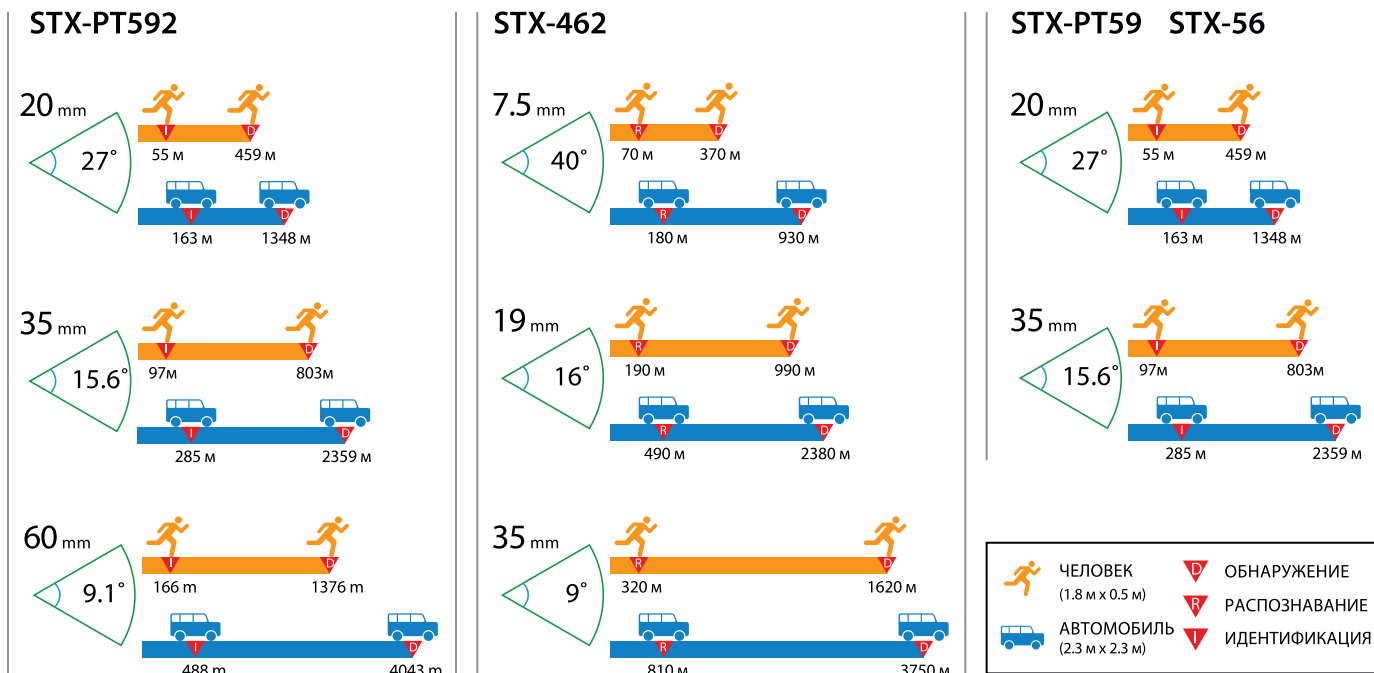 STX-PT592
20 mm
27°
I D
55 м 459 м
I D
163 м 1348 м
35 mm
15.6°
I D
97м 803м
I D
285 м 2359 м
60 mm
9.1°
I D
166 m 1376 m
I D
488 m 4043 m
STX-462
7.5 mm
40°
R D
70 м 370 м
R D
180 м 930 м
19 mm
16°
R D
190 м 990 м
R D
490 м 2380 м
35 mm
9°
R D
320 м 1620 м
R D
810 м 3750 м
STX-PT59 STX-56
20 mm
27°
I D
55 м 459 м
I D
163 м 1348 м
35 mm
15.6°
I D
97м 803м
I D
285 м 2359 м
ЧЕЛОВЕК
(1.8 м x 0.5 м)
АВТОМОБИЛЬ
(2.3 м x 2.3 м)
D ОБНАРУЖЕНИЕ
R РАСПОЗНАВАНИЕ
I ИДЕНТИФИКАЦИЯ